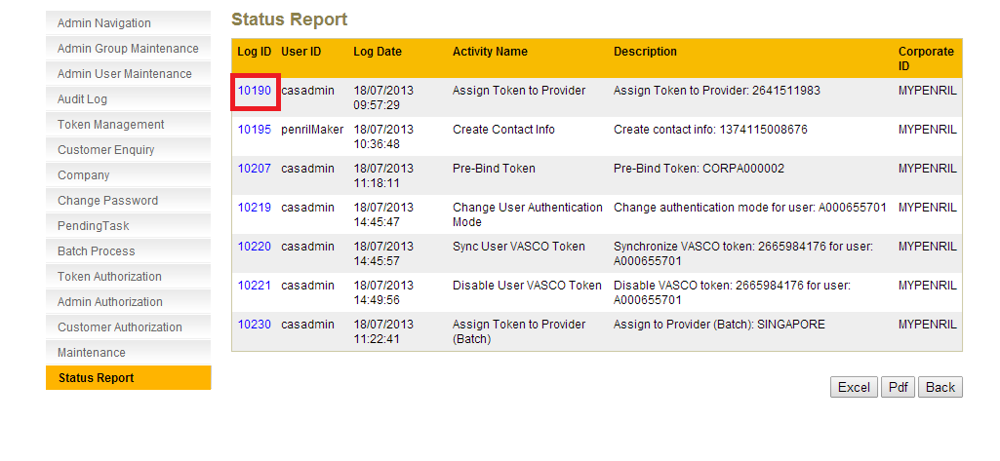 Admin Navigation
Admin Group Maintenance
Admin User Maintenance
Audit Log
Token Management
Customer Enquiry
Company
Change Password
PendingTask
Batch Process
Token Authorization
Admin Authorization
Customer Authorization
Maintenance
Status Report
Status Report
Log ID User ID Log Date Activity Name Description Corporate
ID
10190 casadmin 18/07/2013 Assign Token to Provider Assign Token to Provider: 2641511983 MYPENRIL
09:57:29
10195 penrilMaker 18/07/2013 Create Contact Info Create contact info: 1374115008676 MYPENRIL
10:36:48
10207 casadmin 18/07/2013 Pre-Bind Token Pre-Bind Token: CORPA000002 MYPENRIL
11:18:11
10219 casadmin 18/07/2013 Change User Authentication Change authentication mode for user: A000655701 MYPENRIL
14:45:47 Mode
10220 casadmin 18/07/2013 Sync User VASCO Token Synchronize VASCO token: 2665984176 for user: MYPENRIL
14:45:57 A000655701
10221 casadmin 18/07/2013 Disable User VASCO Token Disable VASCO token: 2665984176 for user: MYPENRIL
14:49:56 A000655701
10230 casadmin 18/07/2013 Assign Token to Provider Assign to Provider (Batch): SINGAPORE MYPENRIL
11:22:41 (Batch)
Excel Pdf Back